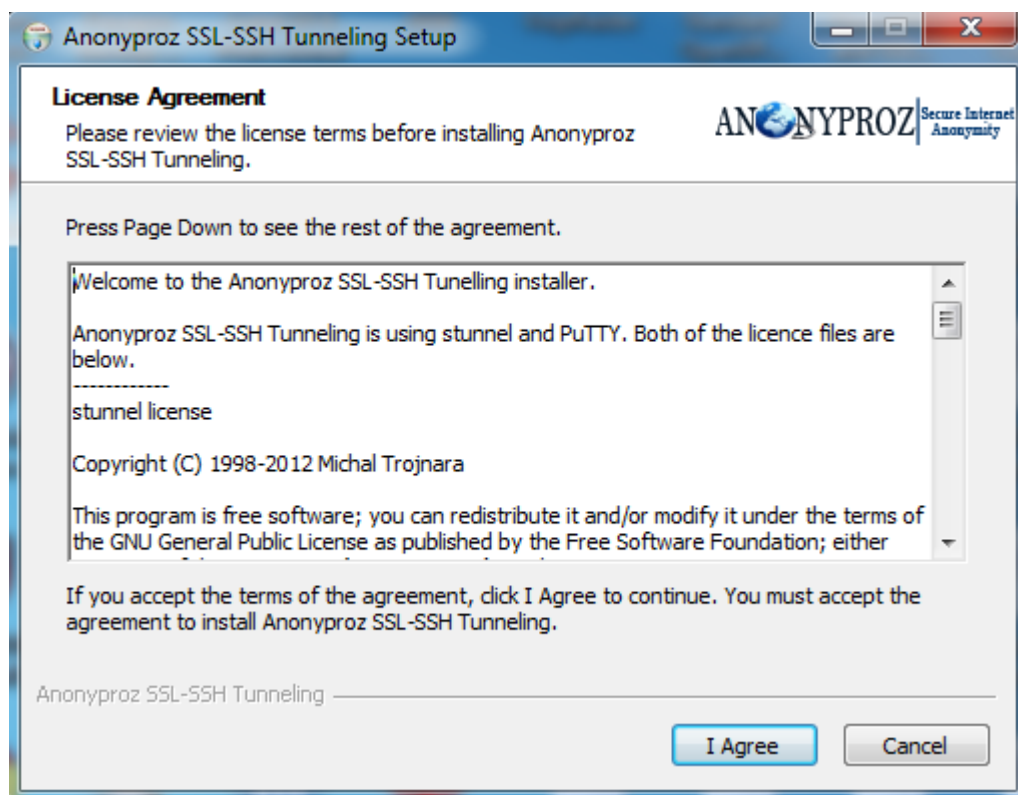 Anonyproz SSL-SSH Tunneling Setup
License Agreement
Please review the license terms before installing Anonyproz
SSL-SSH Tunneling.
ANONYPROZ Secure Internet
Anonymity
Press Page Down to see the rest of the agreement.
Welcome to the Anonyproz SSL-SSH Tunelling installer.
Anonyproz SSL-SSH Tunneling is using stunnel and PuTTY. Both of the licence files are
below.
------------
stunnel license
Copyright (C) 1998-2012 Michal Trojnara
This program is free software; you can redistribute it and/or modify it under the terms of
the GNU General Public License as published by the Free Software Foundation; either
If you accept the terms of the agreement, click I Agree to continue. You must accept the
agreement to install Anonyproz SSL-SSH Tunneling.
Anonyproz SSL-SSH Tunneling
I Agree
Cancel